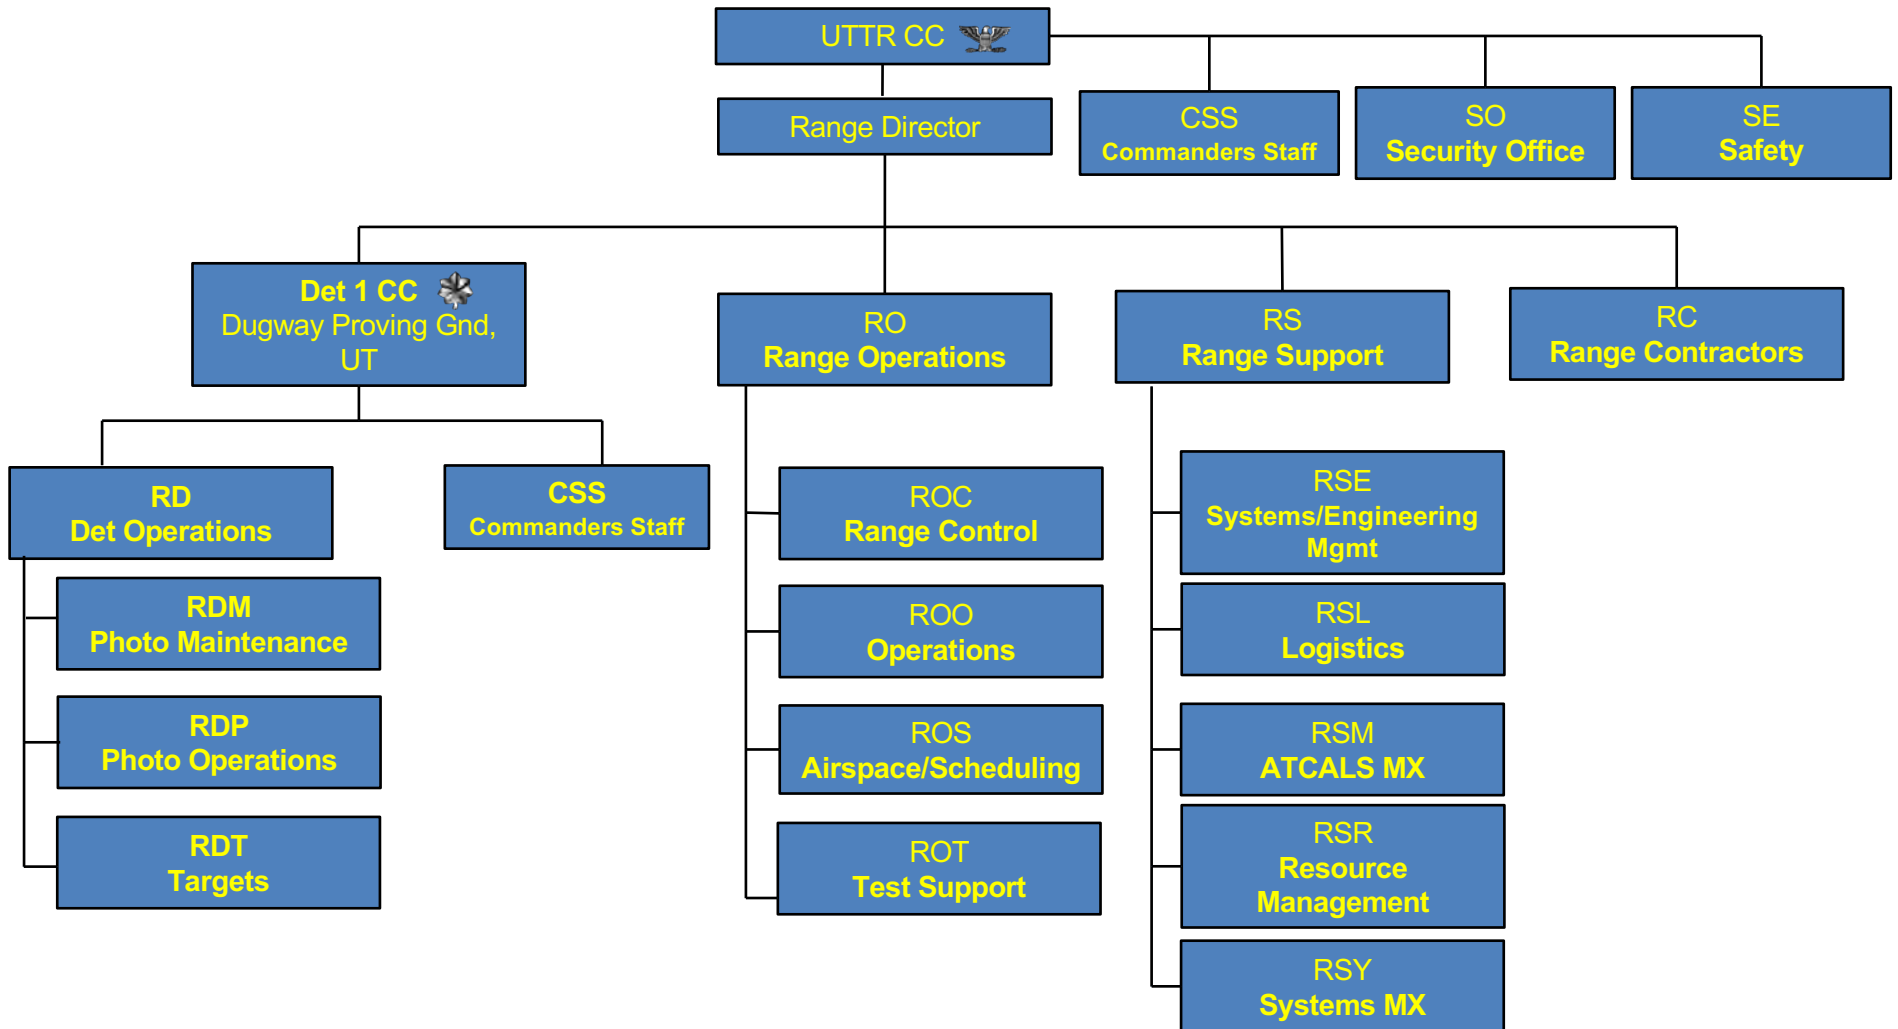 UTTR CC
Range Director
CSS
Commanders Staff
SO
Security Office
SE
Safety
Det 1 CC
Dugway Proving Gnd,
UT
RO
Range Operations
RS
Range Support
RC
Range Contractors
RD
Det Operations
CSS
Commanders Staff
RDM
Photo Maintenance
RDP
Photo Operations
RDT
Targets
ROC
Range Control
ROO
Operations
ROS
Airspace/Scheduling
ROT
Test Support
RSE
Systems/Engineering
Mgmt
RSL
Logistics
RSM
ATCALS MX
RSR
Resource
Management
RSY
Systems MX